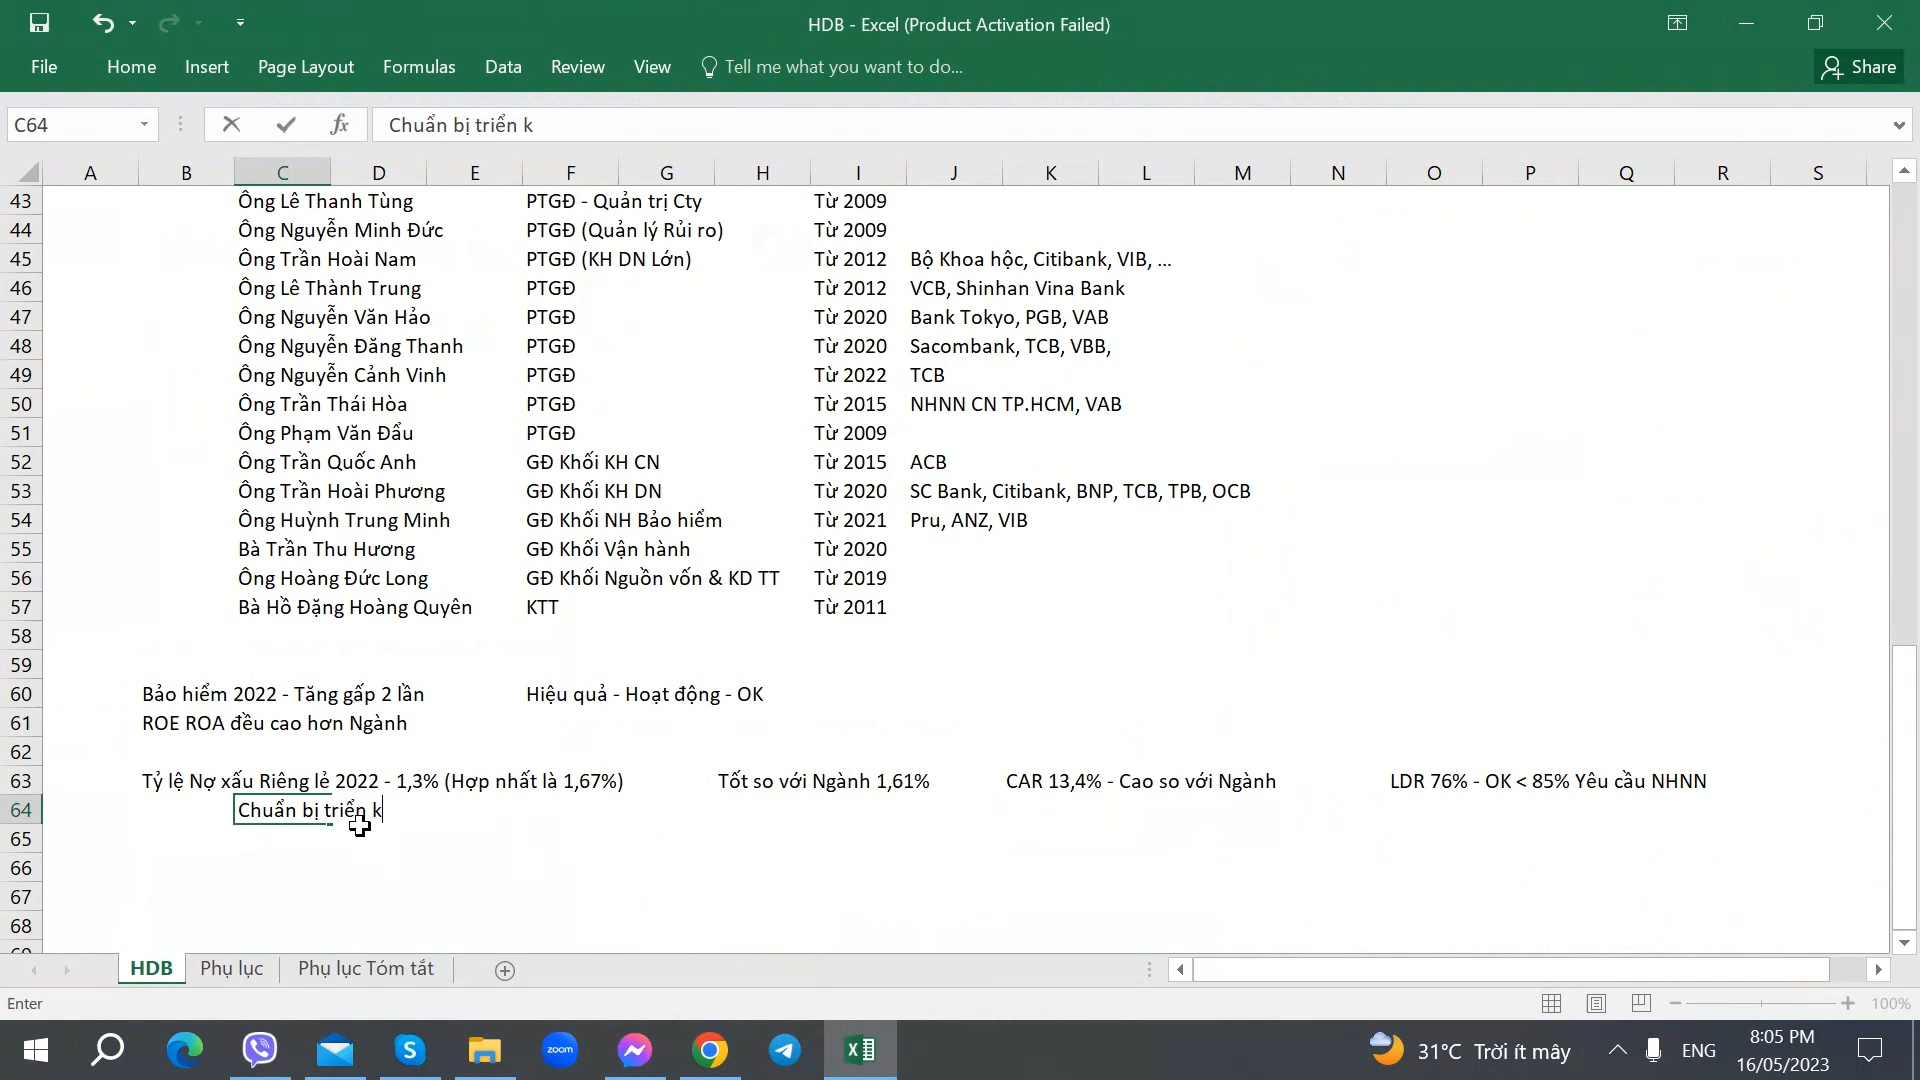 HDB - Excel (Product Activation Failed)
File Home Insert Page Layout Formulas Data Review View Tell me what you want to do... Share
C64 fx Chuẩn bị triển k
A B C D E F G H I J K L M N O P Q R S
43 Ông Lê Thanh Tùng PTGĐ - Quản trị Cty Từ 2009
44 Ông Nguyễn Minh Đức PTGĐ (Quản lý Rủi ro) Từ 2009
45 Ông Trần Hoài Nam PTGĐ (KH DN Lớn) Từ 2012 Bộ Khoa hộc, Citibank, VIB, ...
46 Ông Lê Thành Trung PTGĐ Từ 2012 VCB, Shinhan Vina Bank
47 Ông Nguyễn Văn Hảo PTGĐ Từ 2020 Bank Tokyo, PGB, VAB
48 Ông Nguyễn Đăng Thanh PTGĐ Từ 2020 Sacombank, TCB, VBB,
49 Ông Nguyễn Cảnh Vinh PTGĐ Từ 2022 TCB
50 Ông Trần Thái Hòa PTGĐ Từ 2015 NHNN CN TP.HCM, VAB
51 Ông Phạm Văn Đẩu PTGĐ Từ 2009
52 Ông Trần Quốc Anh GĐ Khối KH CN Từ 2015 ACB
53 Ông Trần Hoài Phương GĐ Khối KH DN Từ 2020 SC Bank, Citibank, BNP, TCB, TPB, OCB
54 Ông Huỳnh Trung Minh GĐ Khối NH Bảo hiểm Từ 2021 Pru, ANZ, VIB
55 Bà Trần Thu Hương GĐ Khối Vận hành Từ 2020
56 Ông Hoàng Đức Long GĐ Khối Nguồn vốn & KD TT Từ 2019
57 Bà Hồ Đặng Hoàng Quyên KTT Từ 2011
58
59
60 Bảo hiểm 2022 - Tăng gấp 2 lần Hiệu quả - Hoạt động - OK
61 ROE ROA đều cao hơn Ngành
62
63 Tỷ lệ Nợ xấu Riêng lẻ 2022 - 1,3% (Hợp nhất là 1,67%) Tốt so với Ngành 1,61% CAR 13,4% - Cao so với Ngành LDR 76% - OK < 85% Yêu cầu NHNN
64 Chuẩn bị triển k
65
66
67
68
69
HDB Phụ lục Phụ lục Tóm tắt
Enter 100%
zoom 31°C Trời ít mây ENG 8:05 PM
16/05/2023